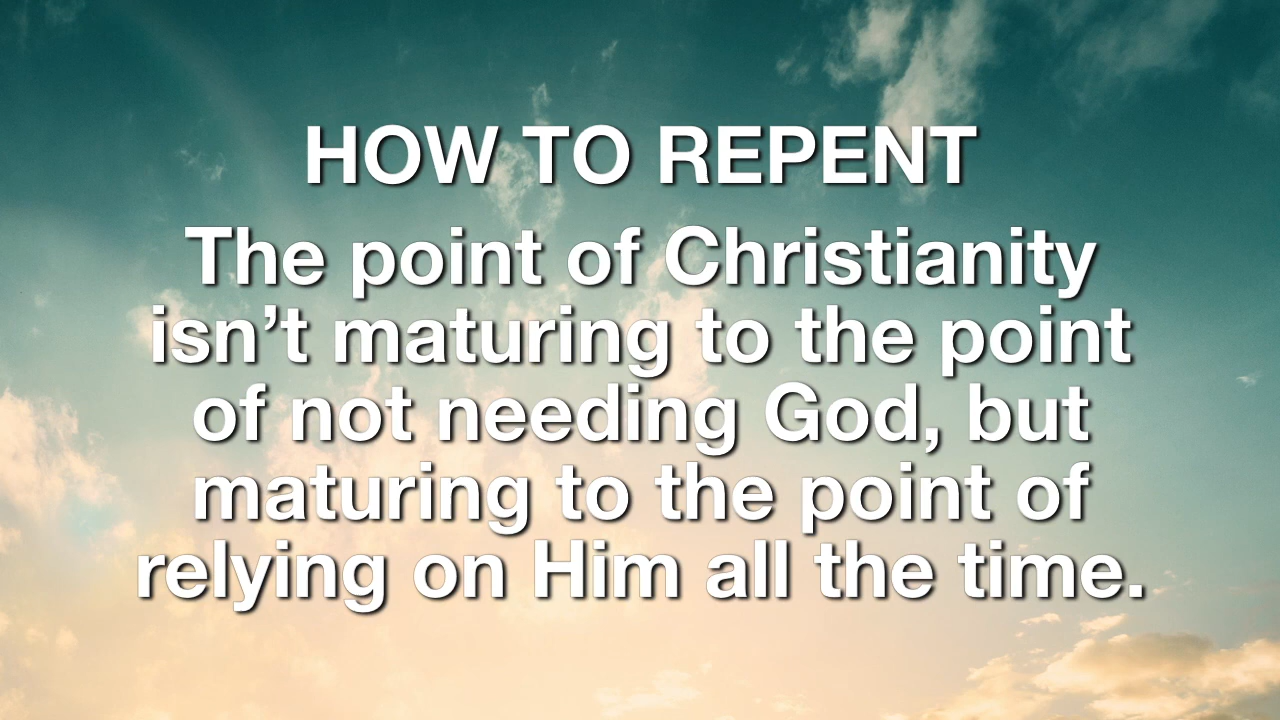 HOW TO REPENT
The point of Christianity
isn’t maturing to the point
of not needing God, but
maturing to the point of
relying on Him all the time.